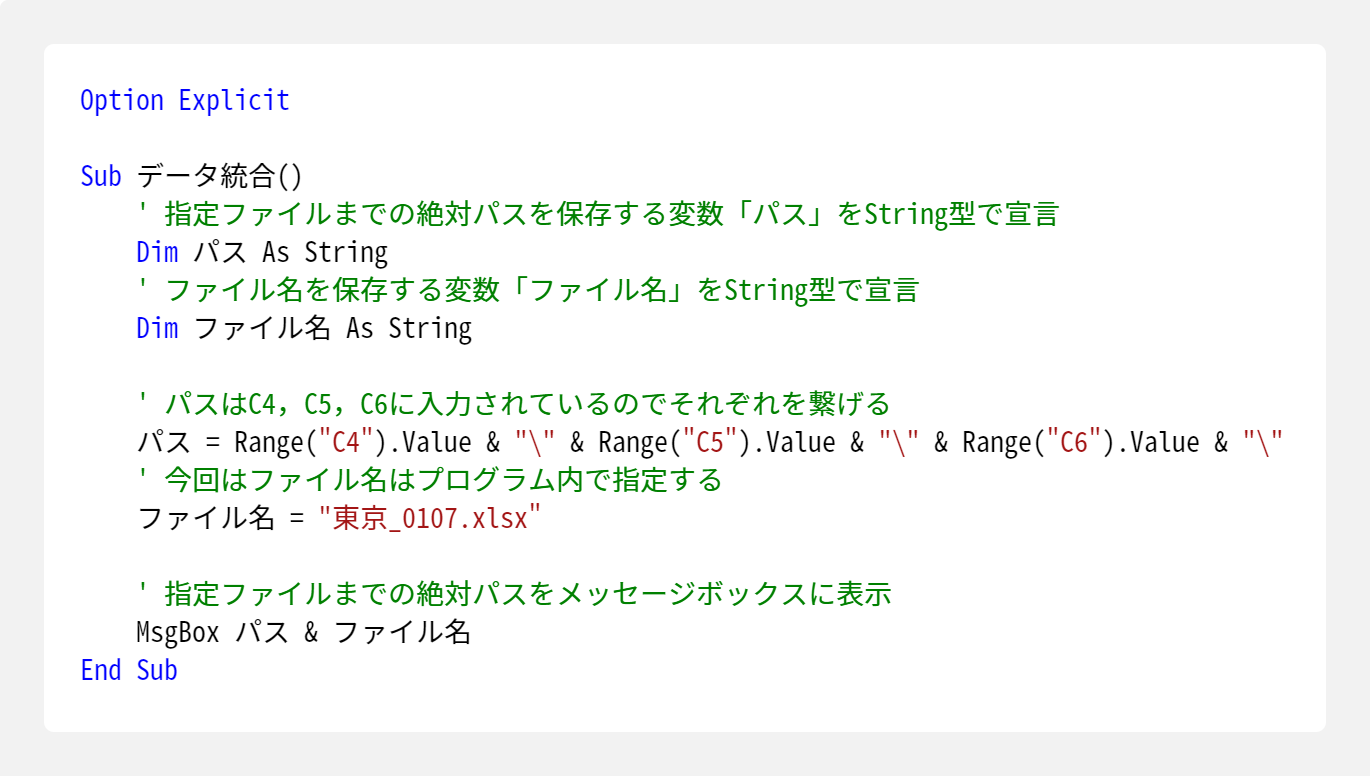 Option Explicit

Sub データ統合()
    ' 指定ファイルまでの絶対パスを保存する変数「パス」をString型で宣言
    Dim パス As String
    ' ファイル名を保存する変数「ファイル名」をString型で宣言
    Dim ファイル名 As String

    ' パスはC4，C5，C6に入力されているのでそれぞれを繋げる
    パス = Range("C4").Value & "\" & Range("C5").Value & "\" & Range("C6").Value & "\"
    ' 今回はファイル名はプログラム内で指定する
    ファイル名 = "東京_0107.xlsx"

    ' 指定ファイルまでの絶対パスをメッセージボックスに表示
    MsgBox パス & ファイル名
End Sub